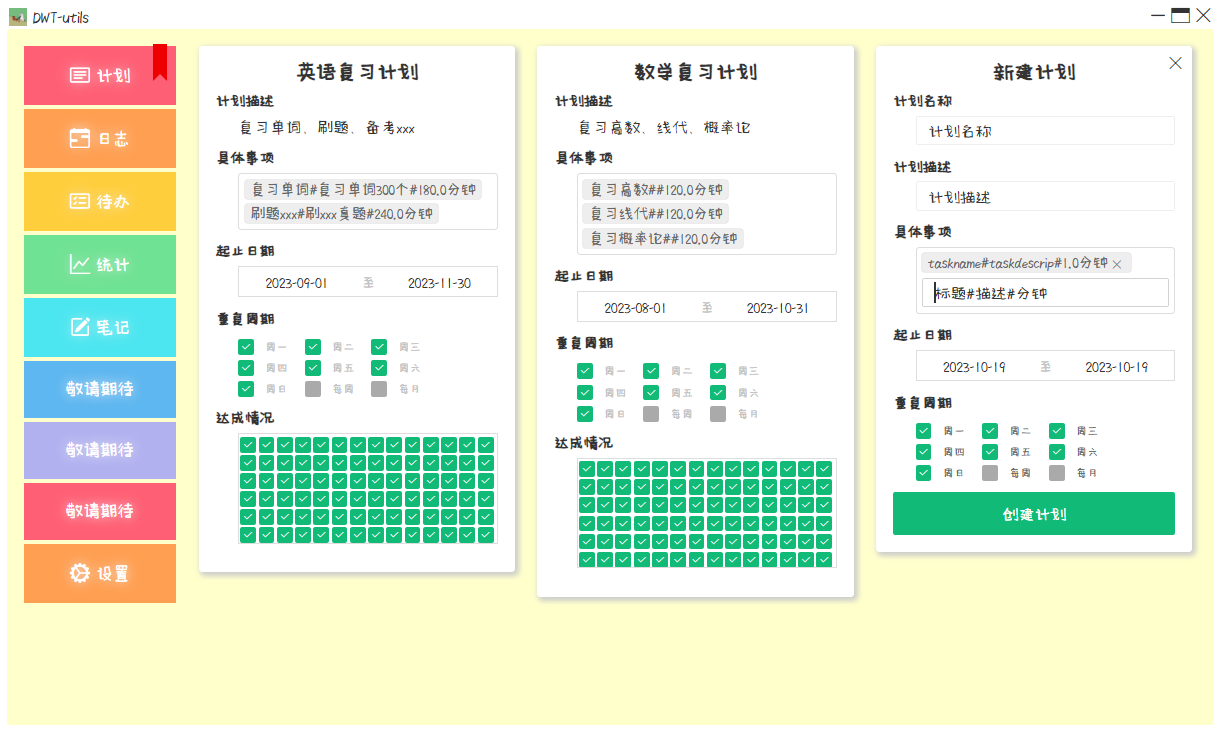 DWT-utils
计划
日志
待办
统计
笔记
敬请期待
敬请期待
敬请期待
设置
英语复习计划
计划描述
复习单词、刷题、备考xxx
具体事项
复习单词#复习单词300个#180.0分钟
刷题xxx#刷xxx真题#240.0分钟
起止日期
2023-09-01 至 2023-11-30
重复周期
周一 周二 周三
周四 周五 周六
周日 每周 每月
达成情况
数学复习计划
计划描述
复习高数、线代、概率论
具体事项
复习高数##120.0分钟
复习线代##120.0分钟
复习概率论##120.0分钟
起止日期
2023-08-01 至 2023-10-31
重复周期
周一 周二 周三
周四 周五 周六
周日 每周 每月
达成情况
新建计划
计划名称
计划名称
计划描述
计划描述
具体事项
taskname#taskdescrip#1.0分钟
标题#描述#分钟
起止日期
2023-10-19 至 2023-10-19
重复周期
周一 周二 周三
周四 周五 周六
周日 每周 每月
创建计划